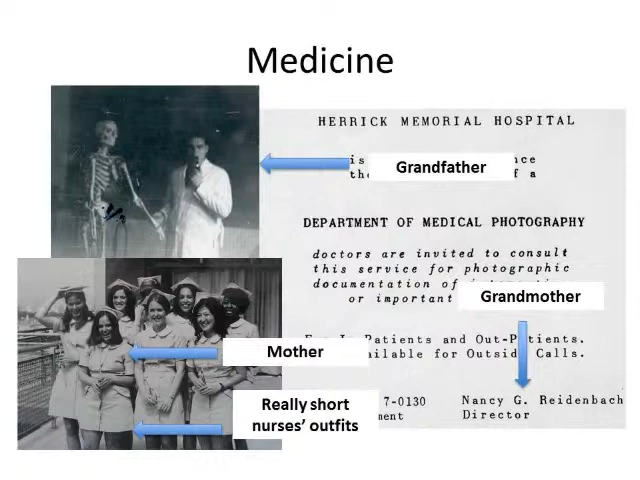 Medicine
HERRICK MEMORIAL HOSPITAL
Grandfather
DEPARTMENT OF MEDICAL PHOTOGRAPHY
doctors are invited to consult
this service for photographic
documentation of
or important
Grandmother
Patients and Out-Patients.
Outside Calls.
Mother
Really short
nurses' outfits
7-0130
Nancy G. Reidenbach
Director